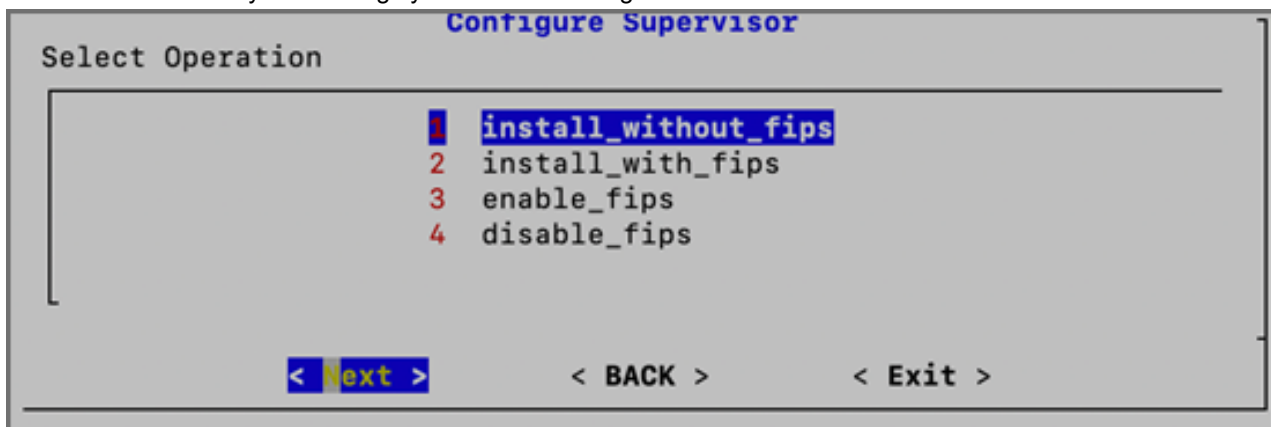 Configure Supervisor
Select Operation
1 install_without_fips
2 install_with_fips
3 enable_fips
4 disable_fips
< Next > < BACK > < Exit >